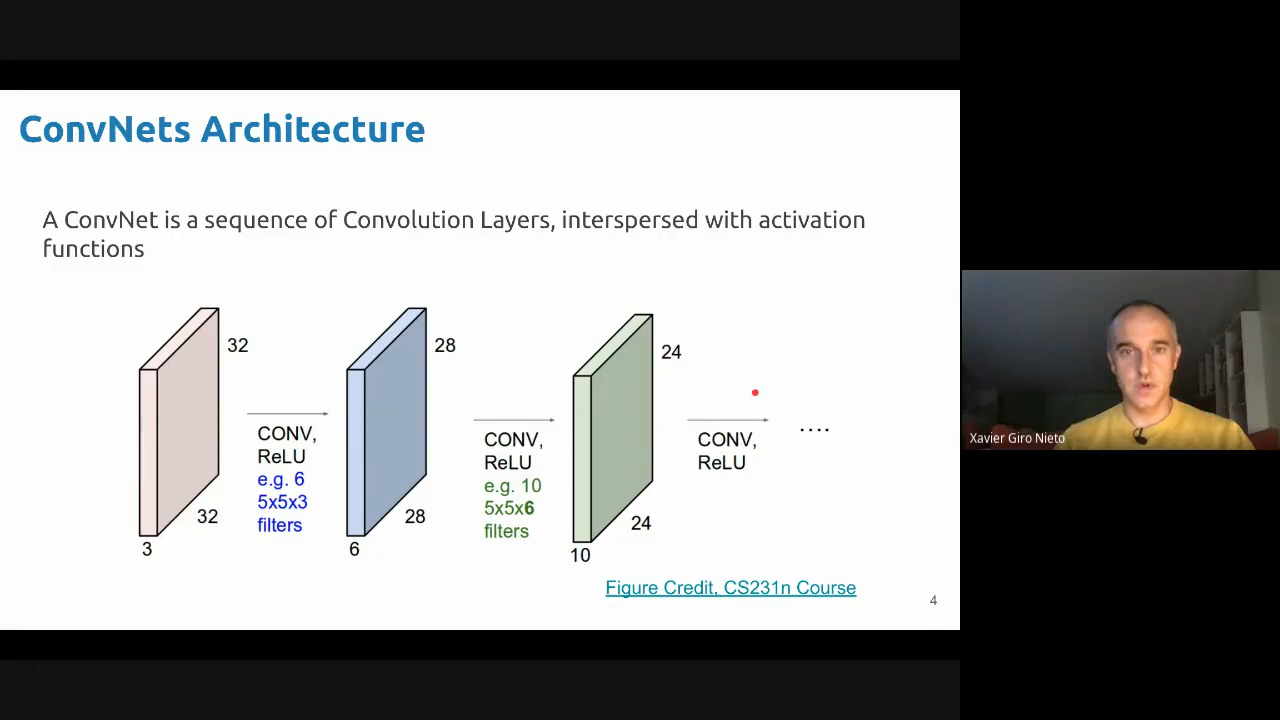 ConvNets Architecture
A ConvNet is a sequence of Convolution Layers, interspersed with activation
functions
32
32
3
CONV,
ReLU
e.g. 6
5x5x3
filters
28
28
6
CONV,
ReLU
e.g. 10
5x5x6
filters
24
24
10
CONV,
ReLU
....
Figure Credit, CS231n Course
4
Xavier Giro Nieto